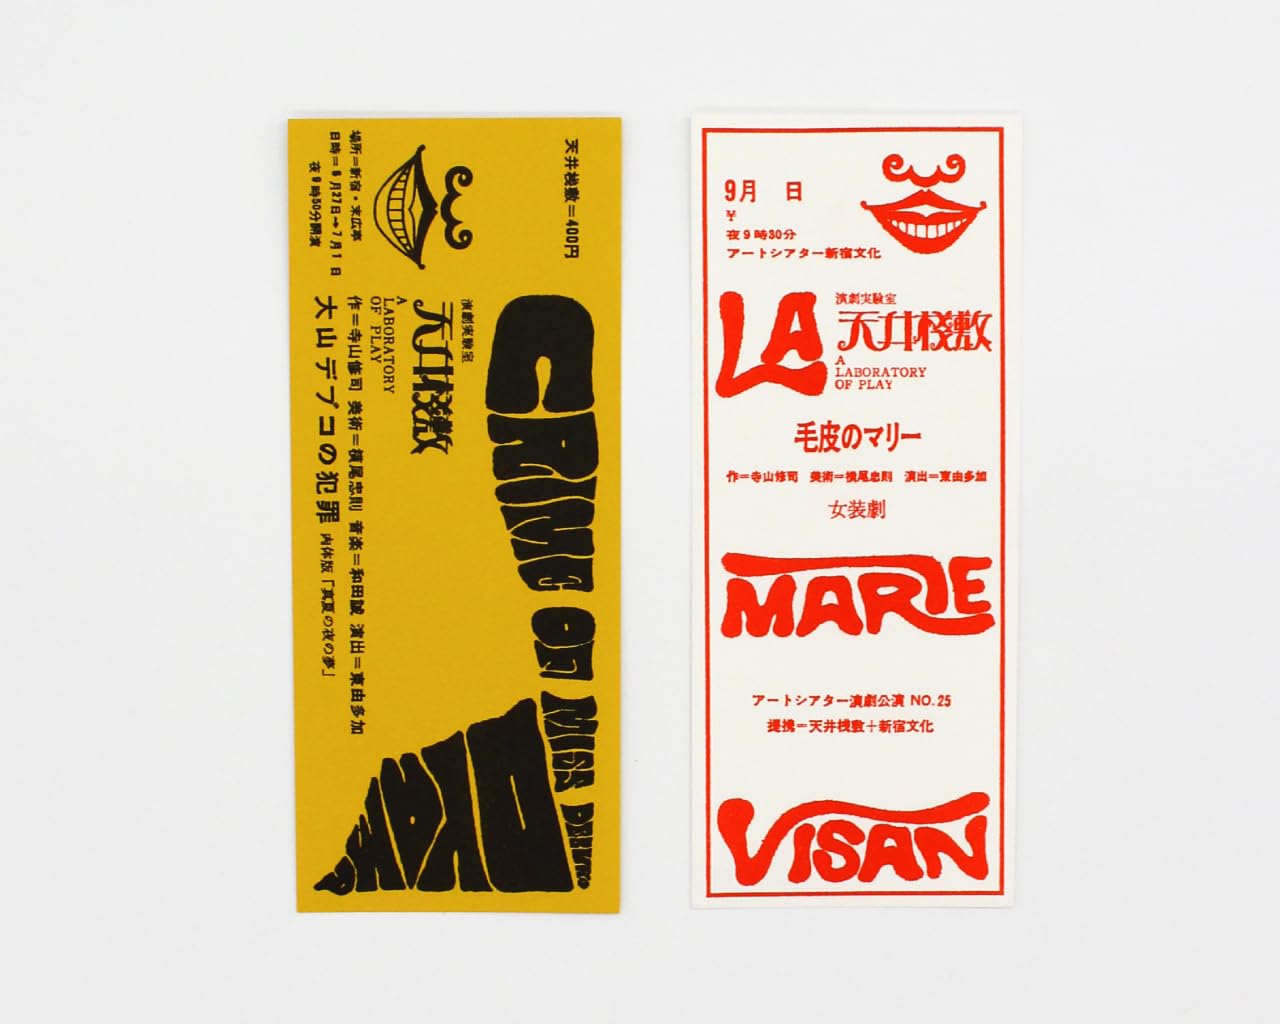 天井桟敷＝400円
CRIME ON MISS DEBUKO
OYAMA
演劇実験室
天井棧敷
A
LABORATORY
OF PLAY
場所＝新宿・末広亭
日時＝6月27日→7月1日
夜9時50分開演
作＝寺山修司 美術＝横尾忠則 音楽＝和田誠 演出＝東由多加
大山デブコの犯罪 肉体版「真夏の夜の夢」
9月 日
¥
夜9時30分
アートシアター新宿文化
LA
演劇実験室
天井棧敷
A
LABORATORY
OF PLAY
毛皮のマリー
作＝寺山修司 美術＝横尾忠則 演出＝東由多加
女装劇
MARIE
アートシアター演劇公演 NO.25
提携＝天井桟敷＋新宿文化
VISAN